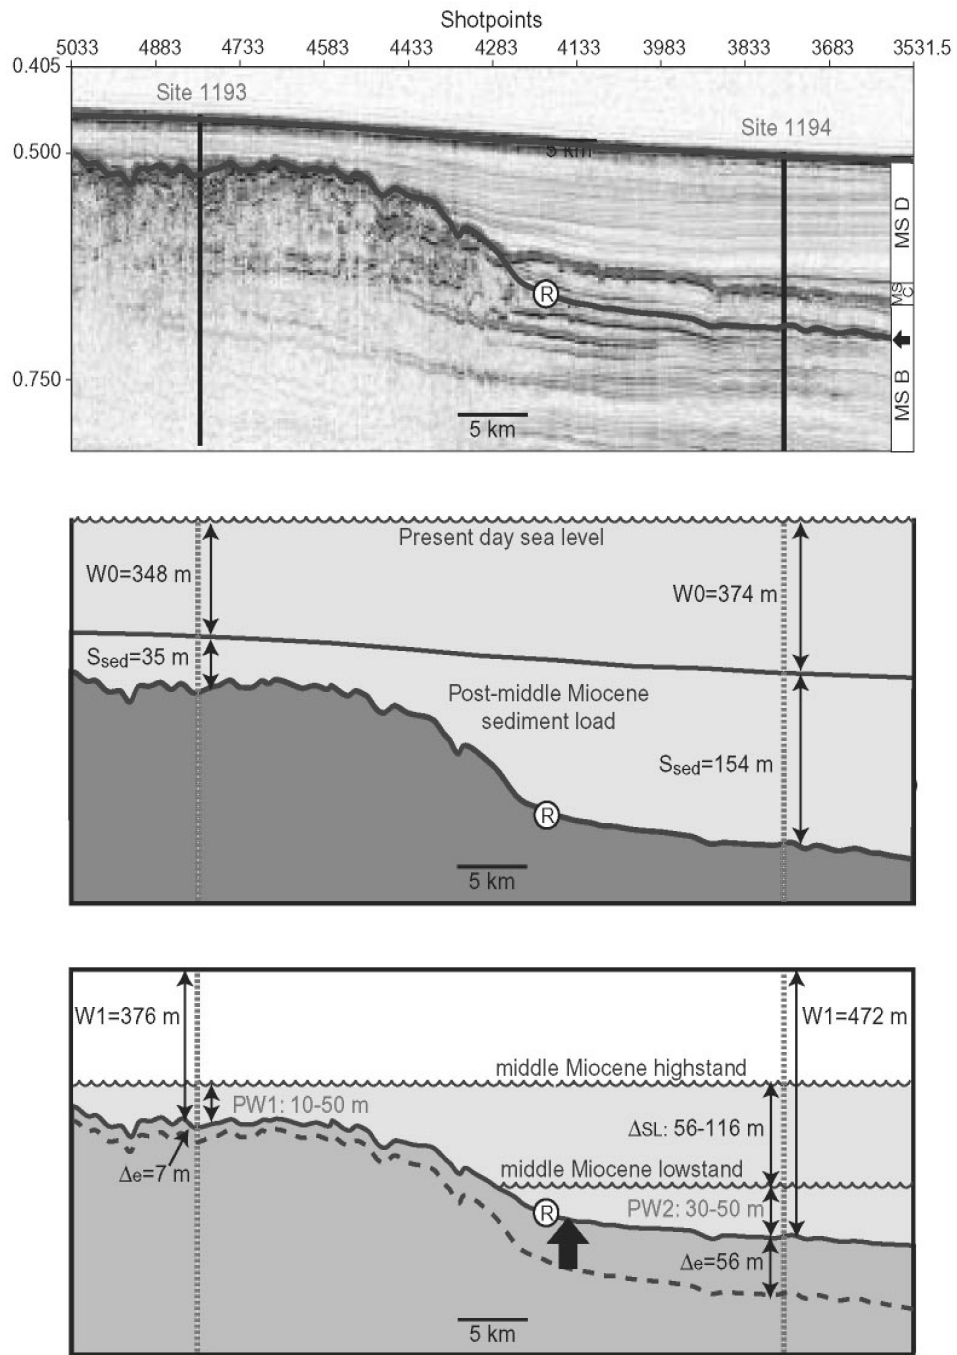 Shotpoints
5033 4883 4733 4583 4433 4283 4133 3983 3833 3683 3531.5
0.405
Site 1193
Site 1194
5 km
0.500
MS D
R
MS C
0.750
MS B
5 km
Present day sea level
W0=348 m
W0=374 m
Ssed=35 m
Post-middle Miocene
sediment load
Ssed=154 m
R
5 km
W1=376 m
W1=472 m
middle Miocene highstand
PW1: 10-50 m
ΔSL: 56-116 m
middle Miocene lowstand
Δe=7 m
PW2: 30-50 m
R
Δe=56 m
5 km